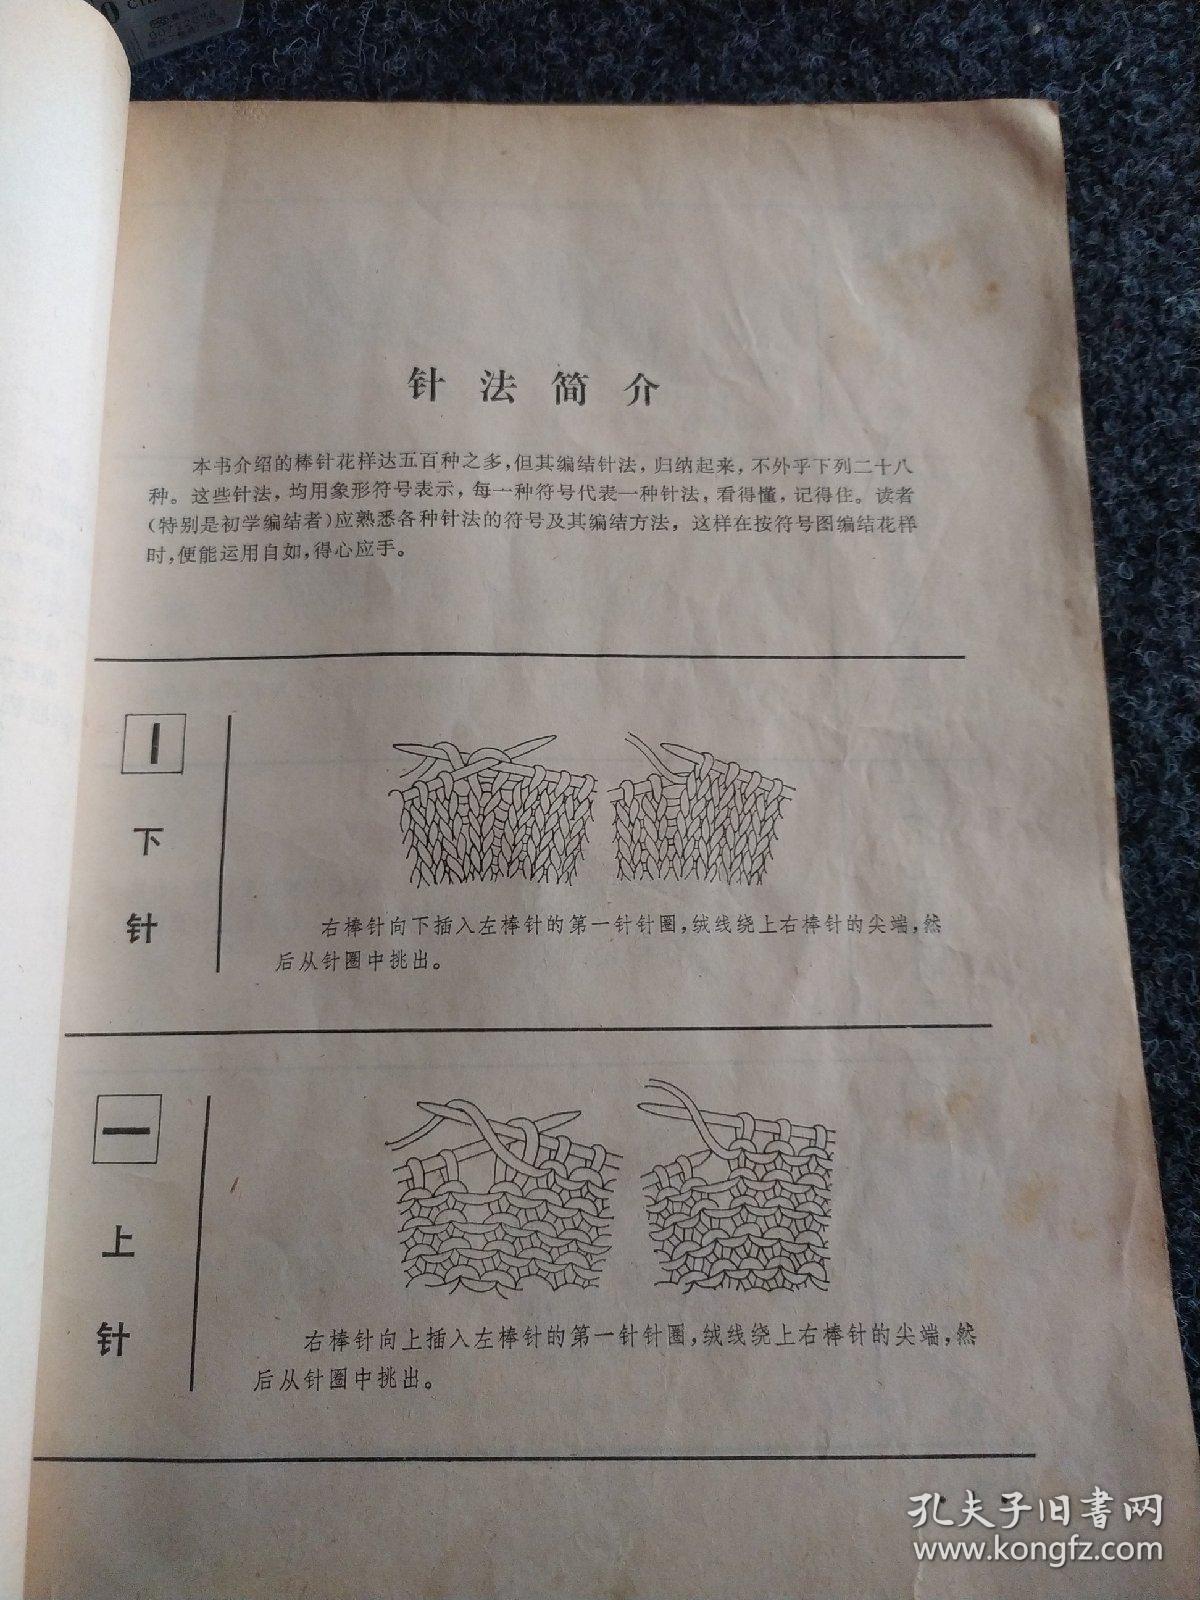 针法简介
本书介绍的棒针花样达五百种之多,但其编结针法,归纳起来,不外乎下列二十八
种。这些针法,均用象形符号表示,每一种符号代表一种针法,看得懂,记得住。读者
(特别是初学编结者)应熟悉各种针法的符号及其编结方法,这样在按符号图编结花样
时,便能运用自如,得心应手。
下
针
右棒针向下插入左棒针的第一针针圈,绒线绕上右棒针的尖端,然
后从针圈中挑出。
上
针
右棒针向上插入左棒针的第一针针圈,绒线绕上右棒针的尖端,然
后从针圈中挑出。
孔夫子旧书网
www.kongfz.com